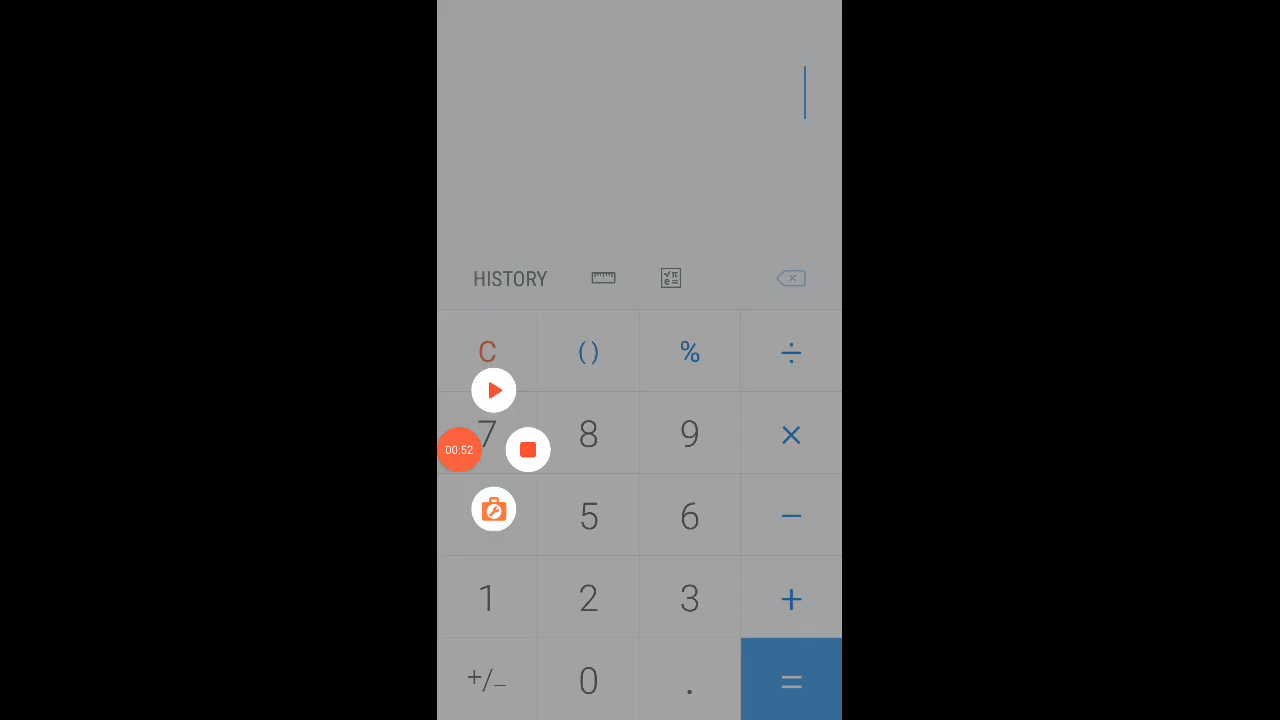 HISTORY
C ( ) % ÷
7 8 9 ×
00:52
5 6 −
1 2 3 +
+/− 0 . =